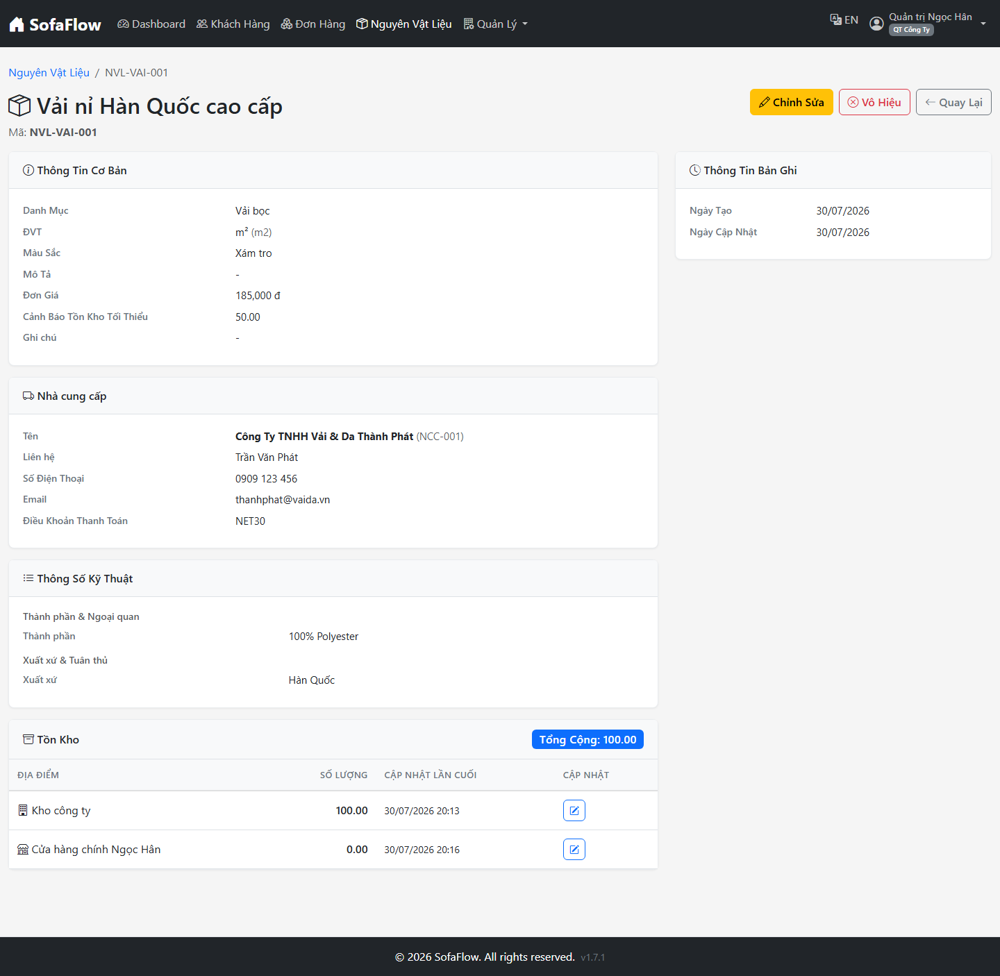 SofaFlow Dashboard Khách Hàng Đơn Hàng Nguyên Vật Liệu Quản Lý EN Quản trị Ngọc Hân
QT Công Ty
Nguyên Vật Liệu / NVL-VAI-001
Vải nỉ Hàn Quốc cao cấp
Chỉnh Sửa Vô Hiệu Quay Lại
Mã: NVL-VAI-001
Thông Tin Cơ Bản
Danh Mục Vải bọc
ĐVT m² (m2)
Màu Sắc Xám tro
Mô Tả -
Đơn Giá 185,000 đ
Cảnh Báo Tồn Kho Tối Thiểu 50.00
Ghi chú -
Thông Tin Bản Ghi
Ngày Tạo 30/07/2026
Ngày Cập Nhật 30/07/2026
Nhà cung cấp
Tên Công Ty TNHH Vải & Da Thành Phát (NCC-001)
Liên hệ Trần Văn Phát
Số Điện Thoại 0909 123 456
Email thanhphat@vaida.vn
Điều Khoản Thanh Toán NET30
Thông Số Kỹ Thuật
Thành phần & Ngoại quan
Thành phần 100% Polyester
Xuất xứ & Tuân thủ
Xuất xứ Hàn Quốc
Tồn Kho Tổng Cộng: 100.00
ĐỊA ĐIỂM SỐ LƯỢNG CẬP NHẬT LẦN CUỐI CẬP NHẬT
Kho công ty 100.00 30/07/2026 20:13
Cửa hàng chính Ngọc Hân 0.00 30/07/2026 20:16
© 2026 SofaFlow. All rights reserved. v1.7.1